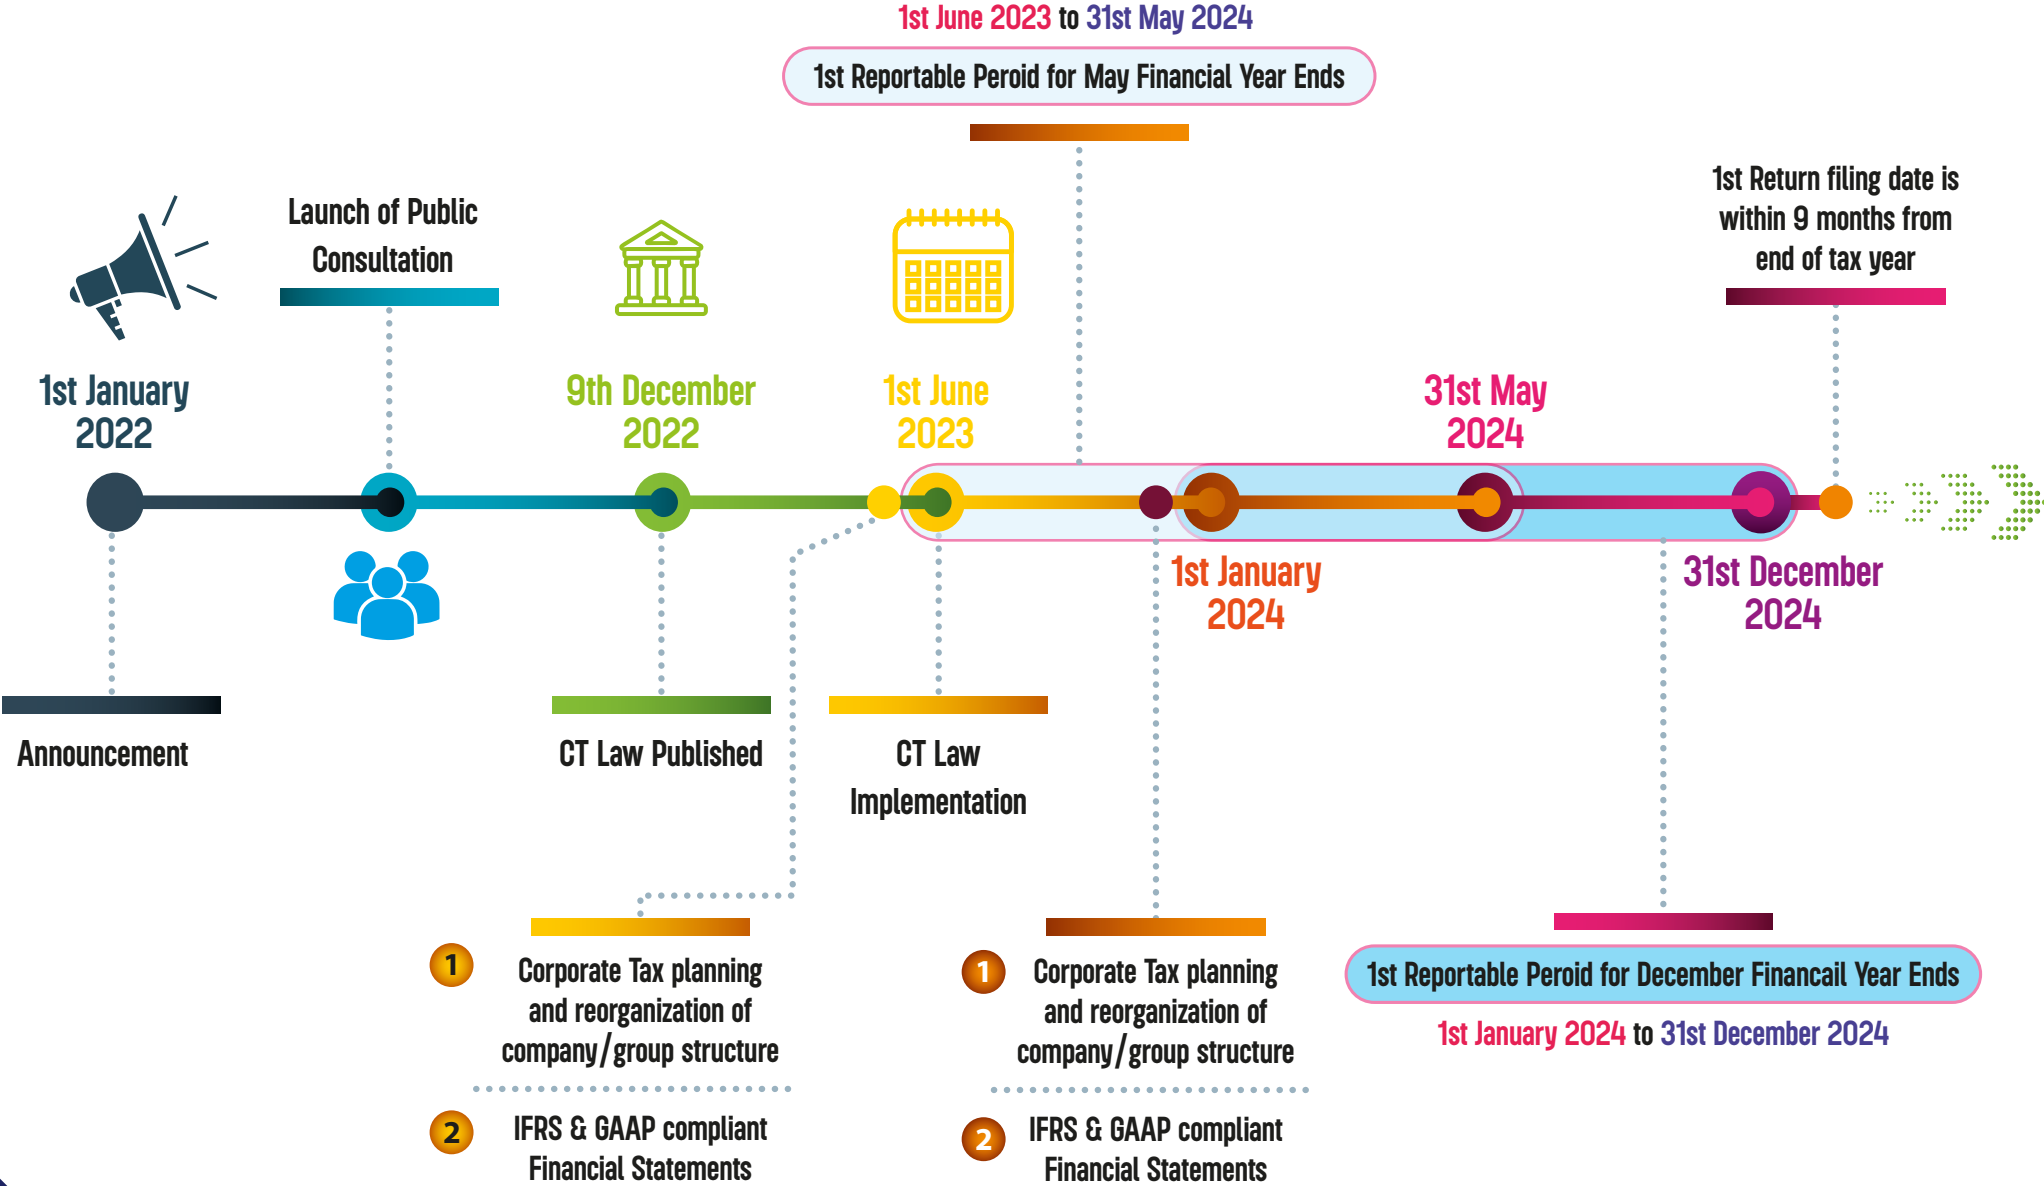 1st June 2023 to 31st May 2024
1st Reportable Peroid for May Financial Year Ends
1st Return filing date is
within 9 months from
end of tax year
Launch of Public
Consultation
1st January
2022
9th December
2022
1st June
2023
31st May
2024
1st January
2024
31st December
2024
Announcement
CT Law Published
CT Law
Implementation
1
Corporate Tax planning
and reorganization of
company/group structure
2
IFRS & GAAP compliant
Financial Statements
1
Corporate Tax planning
and reorganization of
company/group structure
2
IFRS & GAAP compliant
Financial Statements
1st Reportable Peroid for December Financail Year Ends
1st January 2024 to 31st December 2024